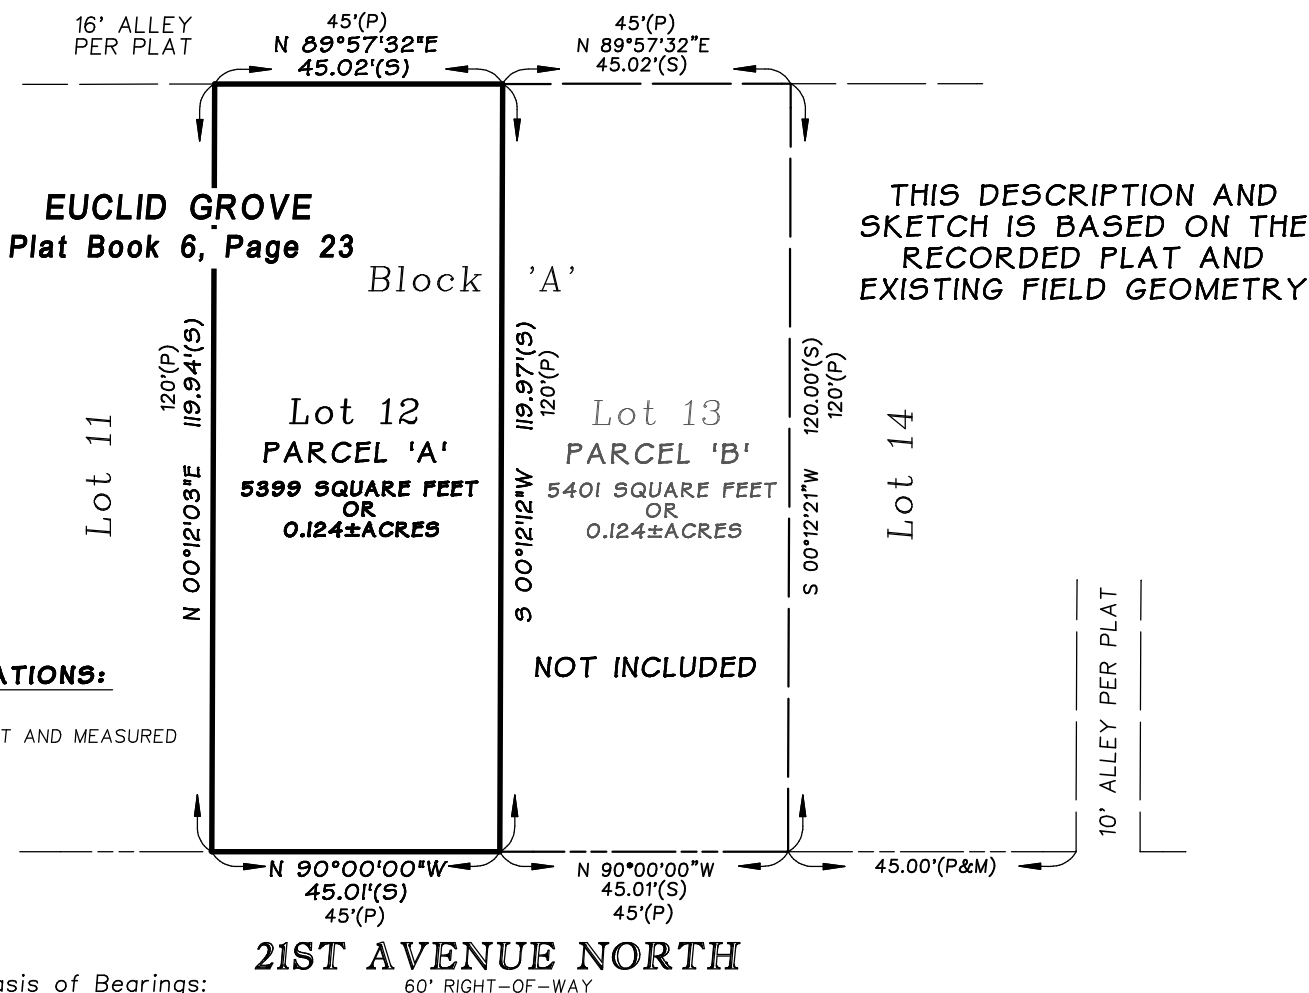 16' ALLEY
PER PLAT
45'(P)
N 89°57'32"E
45.02'(S)
45'(P)
N 89°57'32"E
45.02'(S)
EUCLID GROVE
Plat Book 6, Page 23
Block 'A'
THIS DESCRIPTION AND
SKETCH IS BASED ON THE
RECORDED PLAT AND
EXISTING FIELD GEOMETRY
Lot 11
120'(P)
N 00°12'03"E 119.94'(S)
Lot 12
PARCEL 'A'
5399 SQUARE FEET
OR
0.124±ACRES
S 00°12'12"W 119.97'(S)
120'(P)
Lot 13
PARCEL 'B'
5401 SQUARE FEET
OR
0.124±ACRES
S 00°12'21"W 120.00'(S)
120'(P)
Lot 14
NOT INCLUDED
10' ALLEY PER PLAT
ATIONS:
T AND MEASURED
N 90°00'00"W
45.01'(S)
45'(P)
N 90°00'00"W
45.01'(S)
45'(P)
45.00'(P&M)
21ST AVENUE NORTH
60' RIGHT-OF-WAY
asis of Bearings: